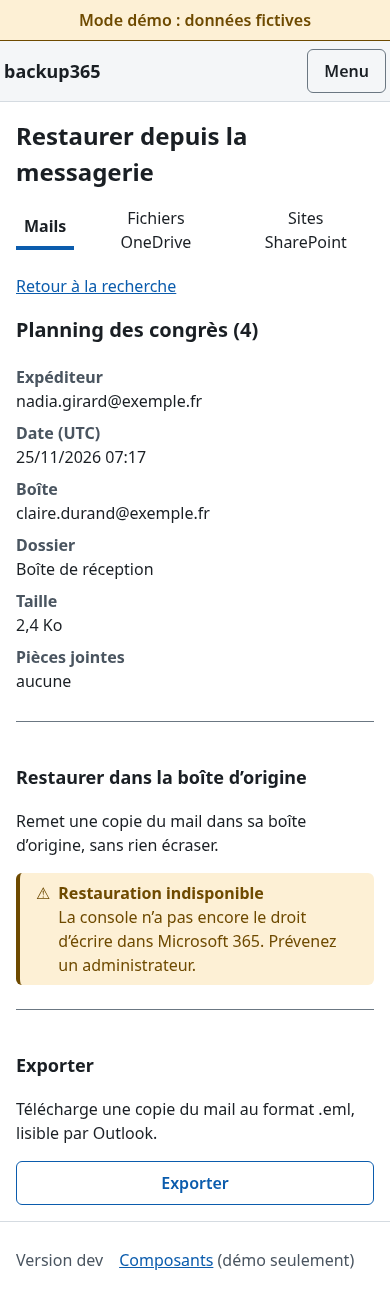 Mode démo : données fictives
backup365
Menu
Restaurer depuis la
messagerie
Mails
Fichiers
OneDrive
Sites
SharePoint
Retour à la recherche
Planning des congrès (4)
Expéditeur
nadia.girard@exemple.fr
Date (UTC)
25/11/2026 07:17
Boîte
claire.durand@exemple.fr
Dossier
Boîte de réception
Taille
2,4 Ko
Pièces jointes
aucune
Restaurer dans la boîte d’origine
Remet une copie du mail dans sa boîte
d’origine, sans rien écraser.
⚠ Restauration indisponible
La console n’a pas encore le droit
d’écrire dans Microsoft 365. Prévenez
un administrateur.
Exporter
Télécharge une copie du mail au format .eml,
lisible par Outlook.
Exporter
Version dev Composants (démo seulement)